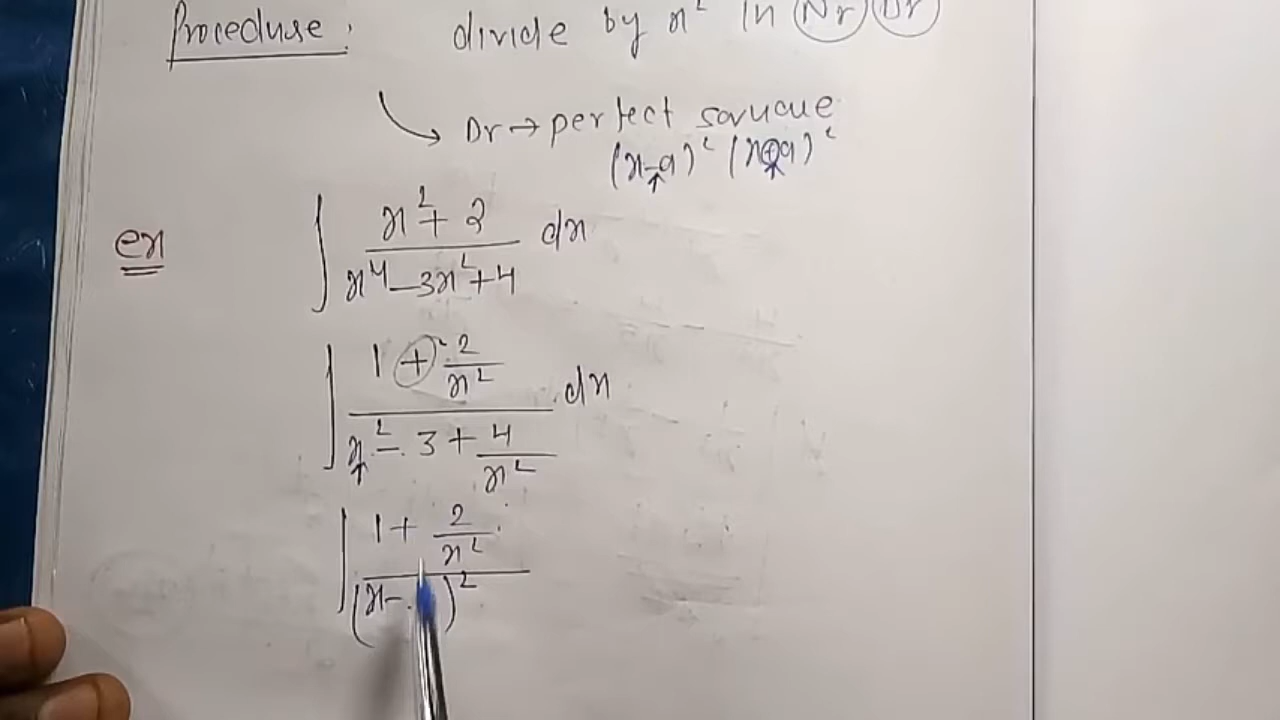 Procedure : divide by x² in Nr Dr
Dr → perfect square
(x-a)² (x+a)²
ex ∫ x²+2 / x⁴-3x²+4 dx
∫ 1 + 2/x² / x² - 3 + 4/x² dx
∫ 1 + 2/x² / (x- )²